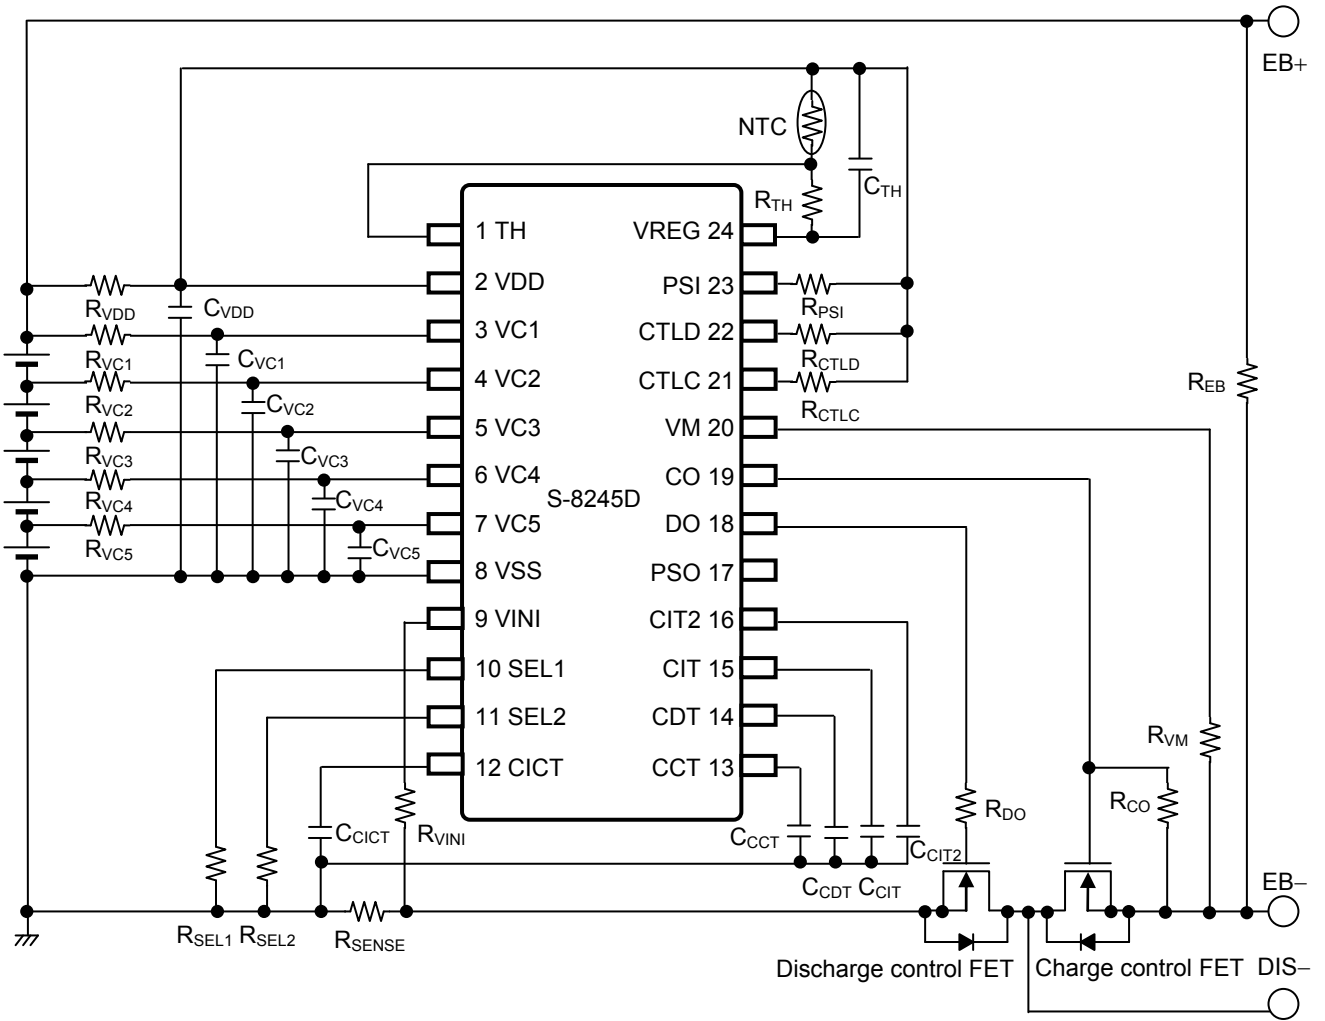 EB+
NTC
CTH
RTH
1 TH
VREG 24
2 VDD
PSI 23
RVDD
CVDD
RPSI
3 VC1
CTLD 22
RVC1
CVC1
RCTLD
4 VC2
CTLC 21
REB
RVC2
CVC2
RCTLC
5 VC3
VM 20
RVC3
CVC3
6 VC4
CO 19
S-8245D
RVC4
CVC4
7 VC5
DO 18
RVC5
CVC5
8 VSS
PSO 17
9 VINI
CIT2 16
10 SEL1
CIT 15
11 SEL2
CDT 14
RVM
12 CICT
CCT 13
RCO
RDO
CCICT
RVINI
CCCT
CCIT2
CCDT
CCIT
EB−
RSEL1
RSEL2
RSENSE
Discharge control FET
Charge control FET
DIS−